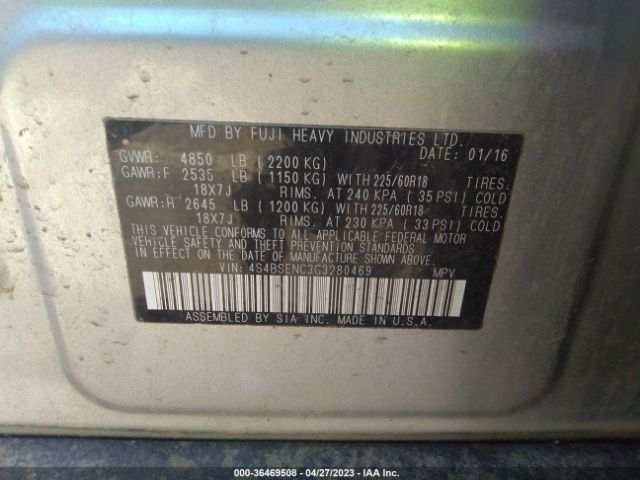 MFD BY FUJI HEAVY INDUSTRIES LTD.
DATE: 01/16
GVWR: 4850 LB (2200 KG)
GAWR:F 2535 LB (1150 KG) WITH 225/60R18 TIRES.
18X7J RIMS. AT 240 KPA (35 PSI) COLD
GAWR:R 2645 LB (1200 KG) WITH 225/60R18 TIRES.
18X7J RIMS. AT 230 KPA (33 PSI) COLD
THIS VEHICLE CONFORMS TO ALL APPLICABLE FEDERAL MOTOR
VEHICLE SAFETY AND THEFT PREVENTION STANDARDS
IN EFFECT ON THE DATE OF MANUFACTURE SHOWN ABOVE.
VIN: 4S4BSENC3G3280469 MPV
ASSEMBLED BY SIA INC. MADE IN U.S.A.
000-36469508 - 04/27/2023 - IAA Inc.